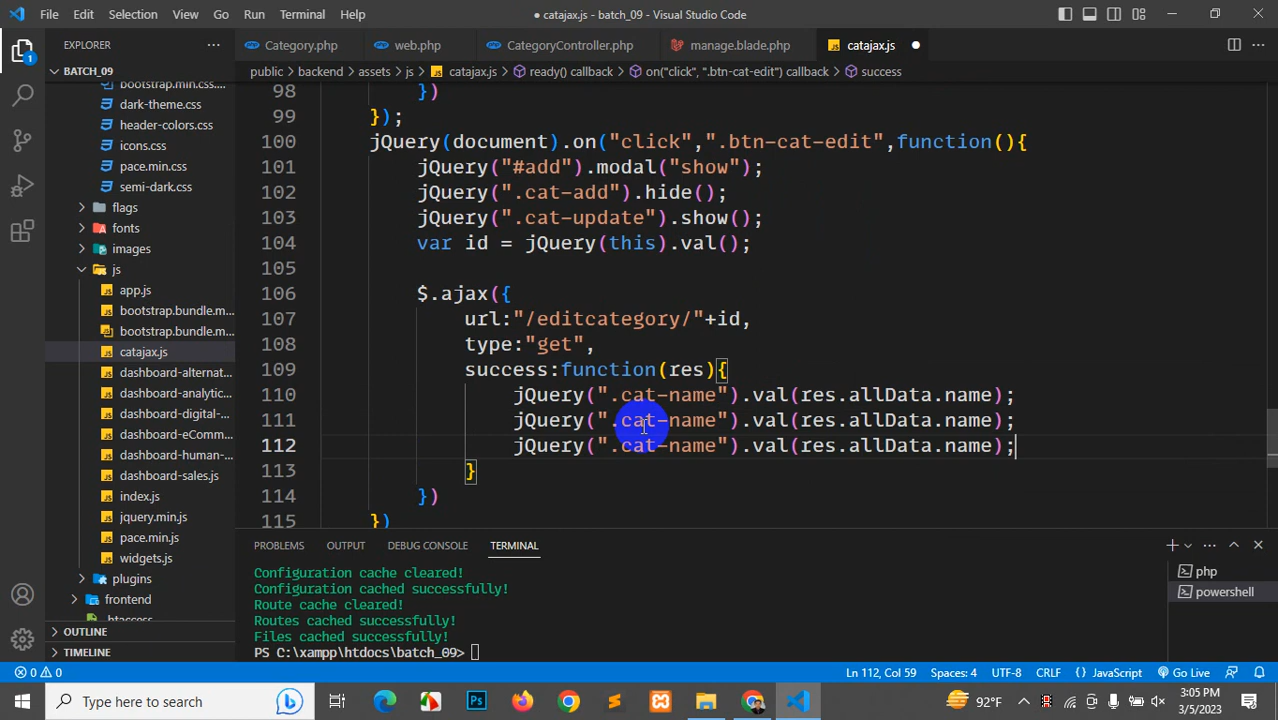 File Edit Selection View Go Run Terminal Help
● catajax.js - batch_09 - Visual Studio Code
EXPLORER
Category.php web.php CategoryController.php manage.blade.php catajax.js
BATCH_09
public > backend > assets > js > catajax.js > ready() callback > on("click", ".btn-cat-edit") callback > success
bootstrap.min.css....
dark-theme.css
header-colors.css
icons.css
pace.min.css
semi-dark.css
flags
fonts
images
js
app.js
bootstrap.bundle.m...
bootstrap.bundle.m...
catajax.js
dashboard-alternat...
dashboard-analytic...
dashboard-digital-...
dashboard-eComm...
dashboard-human-...
dashboard-sales.js
index.js
jquery.min.js
pace.min.js
widgets.js
plugins
frontend
.htaccess
OUTLINE
TIMELINE
98 })
99 });
100 jQuery(document).on("click",".btn-cat-edit",function(){
101 jQuery("#add").modal("show");
102 jQuery(".cat-add").hide();
103 jQuery(".cat-update").show();
104 var id = jQuery(this).val();
105
106 $.ajax({
107 url:"/editcategory/"+id,
108 type:"get",
109 success:function(res){
110 jQuery(".cat-name").val(res.allData.name);
111 jQuery(".cat-name").val(res.allData.name);
112 jQuery(".cat-name").val(res.allData.name);
113 }
114 })
115 })
PROBLEMS OUTPUT DEBUG CONSOLE TERMINAL
Configuration cache cleared!
Configuration cached successfully!
Route cache cleared!
Routes cached successfully!
Files cached successfully!
PS C:\xampp\htdocs\batch_09>
php
powershell
0 0 Ln 112, Col 59 Spaces: 4 UTF-8 CRLF {} JavaScript Go Live
Type here to search
92°F
3:05 PM
3/5/2023